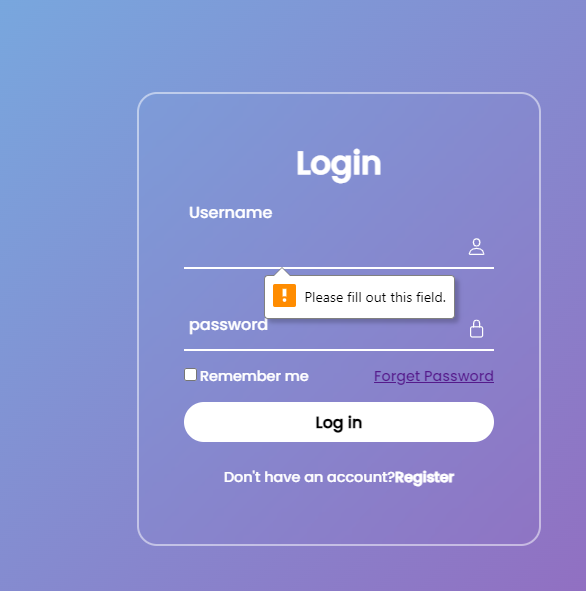 Login
Username
Please fill out this field.
password
Remember me
Forget Password
Log in
Don't have an account?Register